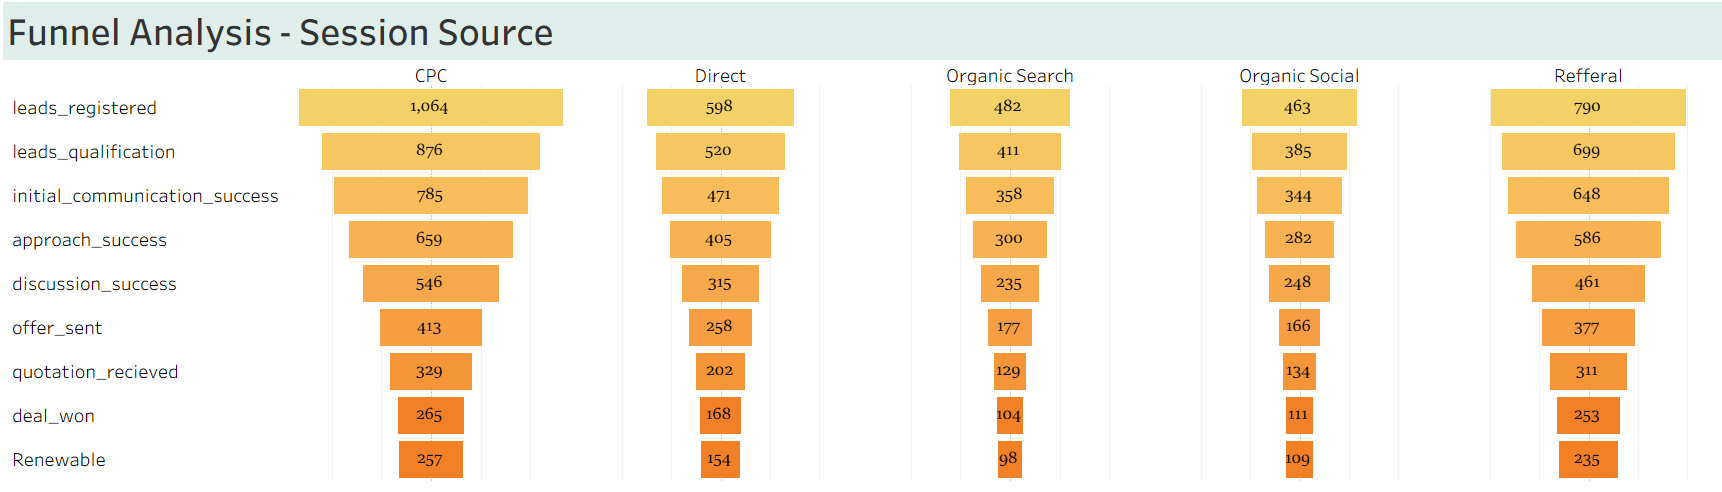 Funnel Analysis - Session Source
CPC Direct Organic Search Organic Social Refferal
leads_registered 1,064 598 482 463 790
leads_qualification 876 520 411 385 699
initial_communication_success 785 471 358 344 648
approach_success 659 405 300 282 586
discussion_success 546 315 235 248 461
offer_sent 413 258 177 166 377
quotation_recieved 329 202 129 134 311
deal_won 265 168 104 111 253
Renewable 257 154 98 109 235